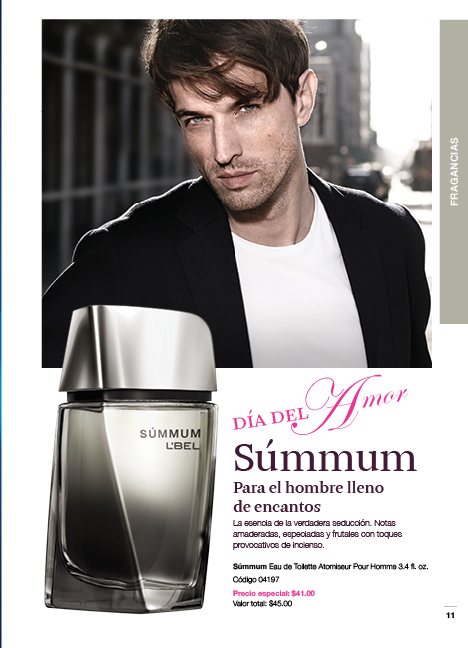 FRAGANCIAS
SÚMMUM
L'BEL
DÍA DEL Amor
Súmmum
Para el hombre lleno
de encantos
La esencia de la verdadera seducción. Notas
amaderadas, especiadas y frutales con toques
provocativos de incienso.
Súmmum Eau de Toilette Atomiseur Pour Homme 3.4 fl. oz.
Código 04197
Precio especial: $41.00
Valor total: $45.00
11